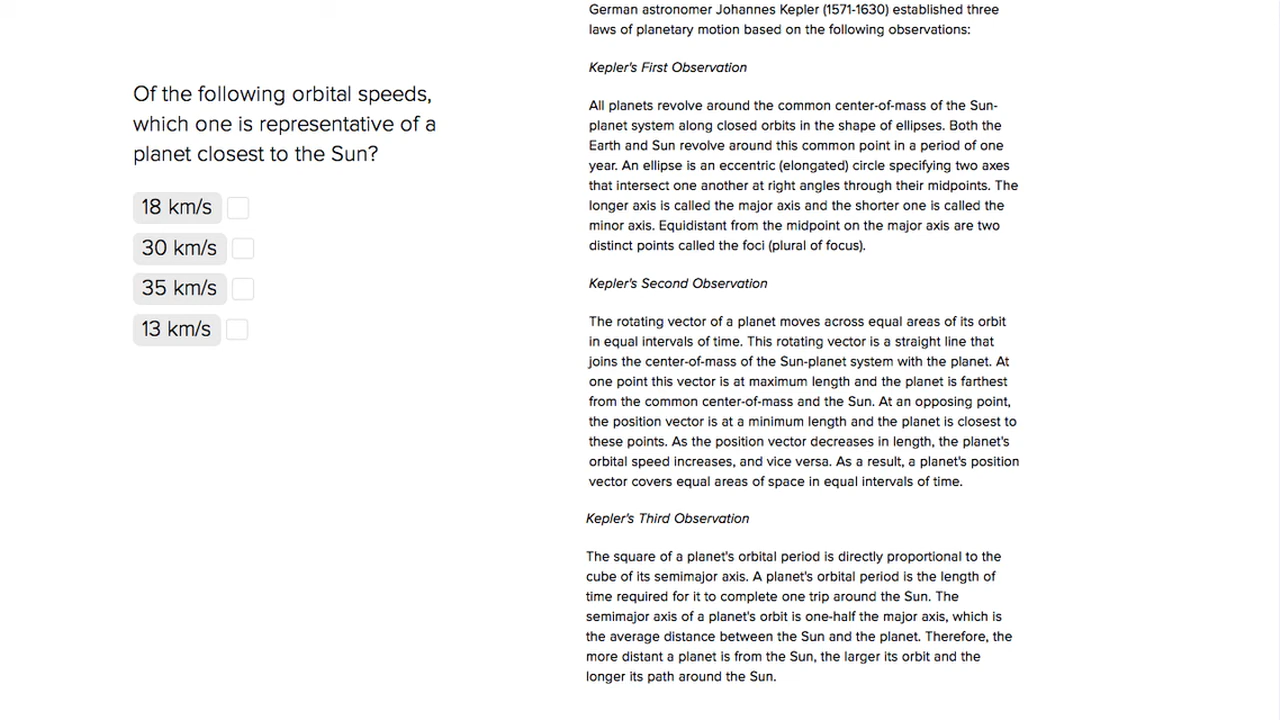 Of the following orbital speeds,
which one is representative of a
planet closest to the Sun?
18 km/s
30 km/s
35 km/s
13 km/s
German astronomer Johannes Kepler (1571-1630) established three
laws of planetary motion based on the following observations:
Kepler's First Observation
All planets revolve around the common center-of-mass of the Sun-
planet system along closed orbits in the shape of ellipses. Both the
Earth and Sun revolve around this common point in a period of one
year. An ellipse is an eccentric (elongated) circle specifying two axes
that intersect one another at right angles through their midpoints. The
longer axis is called the major axis and the shorter one is called the
minor axis. Equidistant from the midpoint on the major axis are two
distinct points called the foci (plural of focus).
Kepler's Second Observation
The rotating vector of a planet moves across equal areas of its orbit
in equal intervals of time. This rotating vector is a straight line that
joins the center-of-mass of the Sun-planet system with the planet. At
one point this vector is at maximum length and the planet is farthest
from the common center-of-mass and the Sun. At an opposing point,
the position vector is at a minimum length and the planet is closest to
these points. As the position vector decreases in length, the planet's
orbital speed increases, and vice versa. As a result, a planet's position
vector covers equal areas of space in equal intervals of time.
Kepler's Third Observation
The square of a planet's orbital period is directly proportional to the
cube of its semimajor axis. A planet's orbital period is the length of
time required for it to complete one trip around the Sun. The
semimajor axis of a planet's orbit is one-half the major axis, which is
the average distance between the Sun and the planet. Therefore, the
more distant a planet is from the Sun, the larger its orbit and the
longer its path around the Sun.